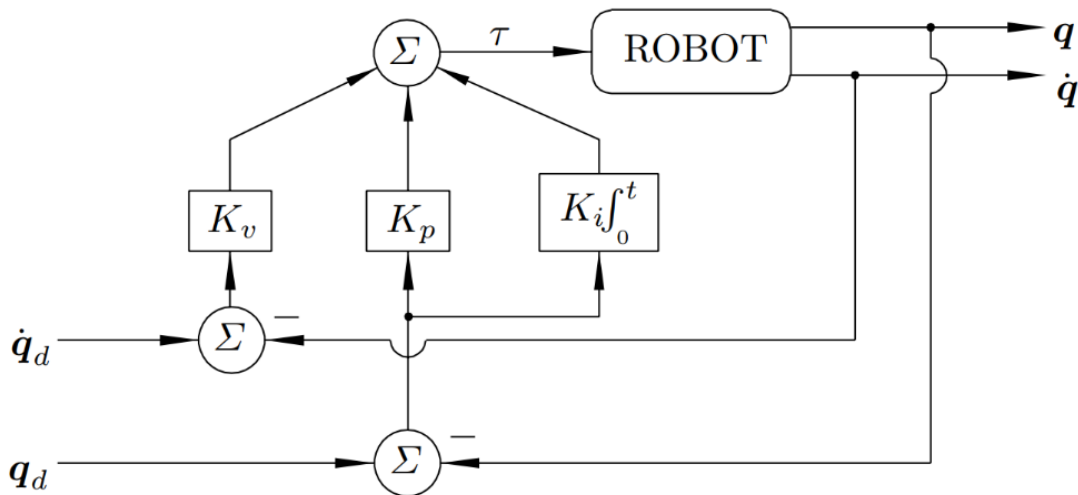 Σ τ ROBOT q
q̇
K_v K_p K_i∫_0^t
q̇_d Σ −
q_d Σ −